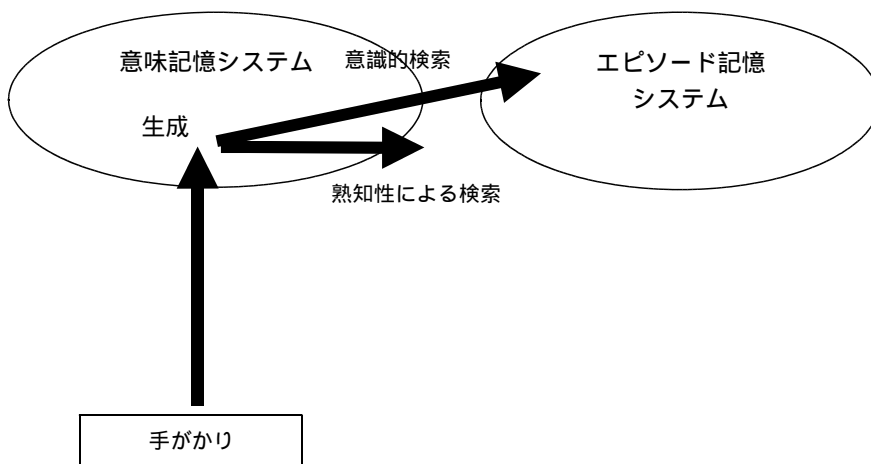 意味記憶システム
意識的検索
エピソード記憶
システム
生成
熟知性による検索
手がかり